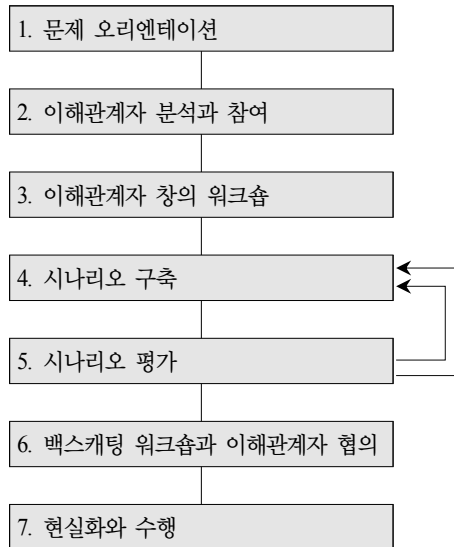 1. 문제 오리엔테이션
2. 이해관계자 분석과 참여
3. 이해관계자 창의 워크숍
4. 시나리오 구축
5. 시나리오 평가
6. 백스캐팅 워크숍과 이해관계자 협의
7. 현실화와 수행